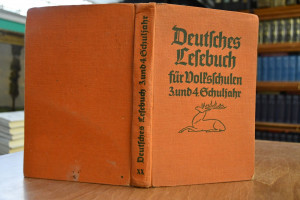 Deutsches
Lesebuch
für Volksschulen
3.und 4.Schuljahr
Deutsches Lesebuch 3.und 4.Schuljahr